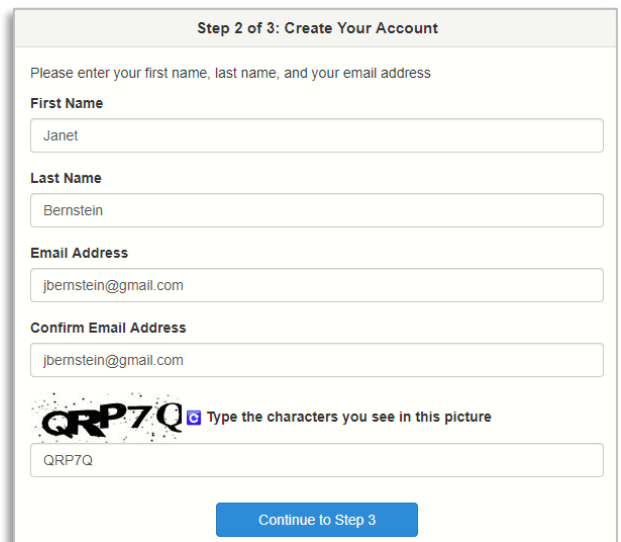 Step 2 of 3: Create Your Account
Please enter your first name, last name, and your email address
First Name
Janet
Last Name
Bernstein
Email Address
jbernstein@gmail.com
Confirm Email Address
jbernstein@gmail.com
QRP7Q C Type the characters you see in this picture
QRP7Q
Continue to Step 3